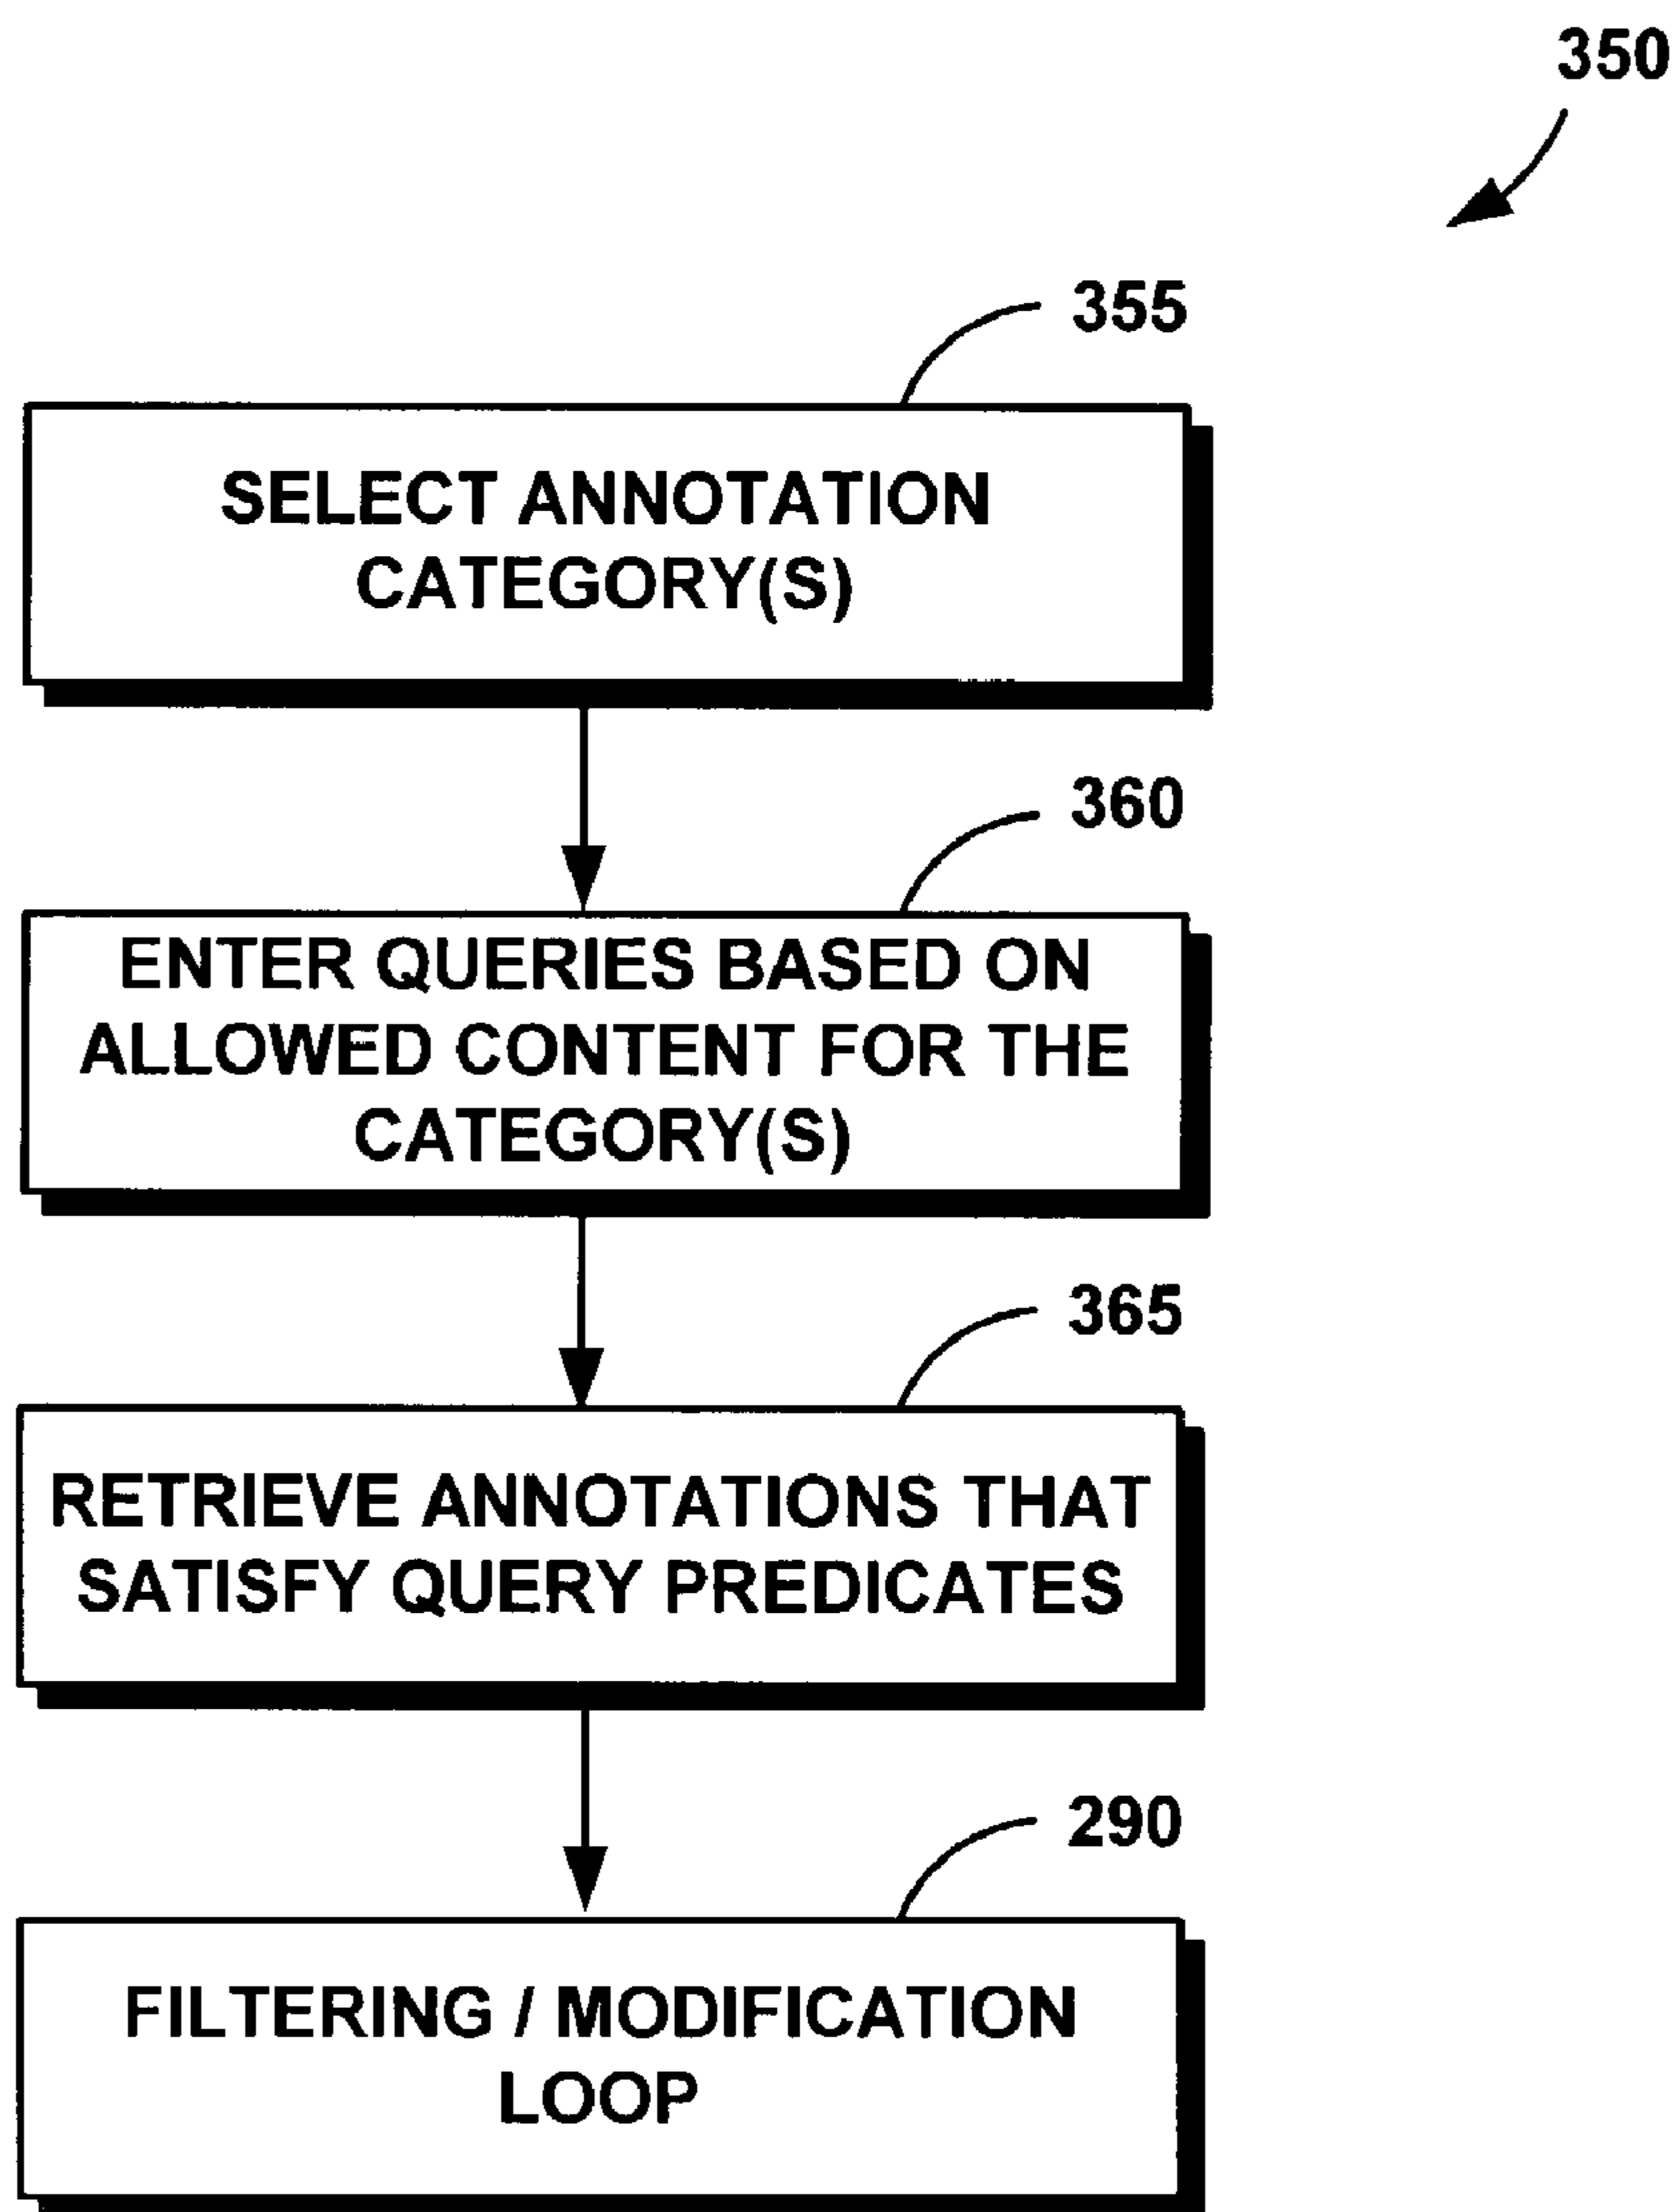 350
355
SELECT ANNOTATION
CATEGORY(S)
360
ENTER QUERIES BASED ON
ALLOWED CONTENT FOR THE
CATEGORY(S)
365
RETRIEVE ANNOTATIONS THAT
SATISFY QUERY PREDICATES
290
FILTERING / MODIFICATION
LOOP